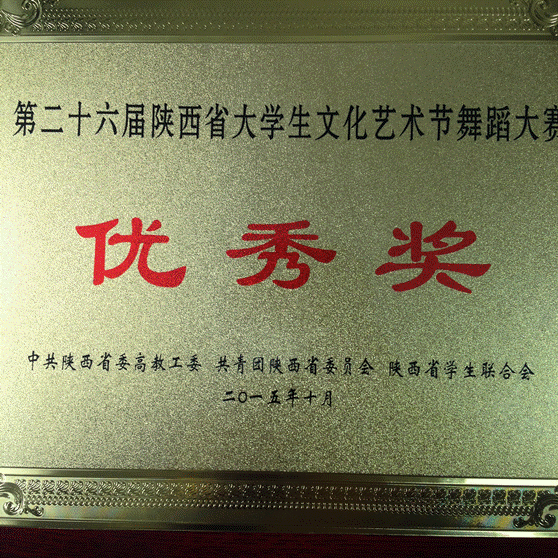 第二十六届陕西省大学生文化艺术节舞蹈大赛
优秀奖
中共陕西省委高教工委 共青团陕西省委员会 陕西省学生联合会
二〇一五年十月